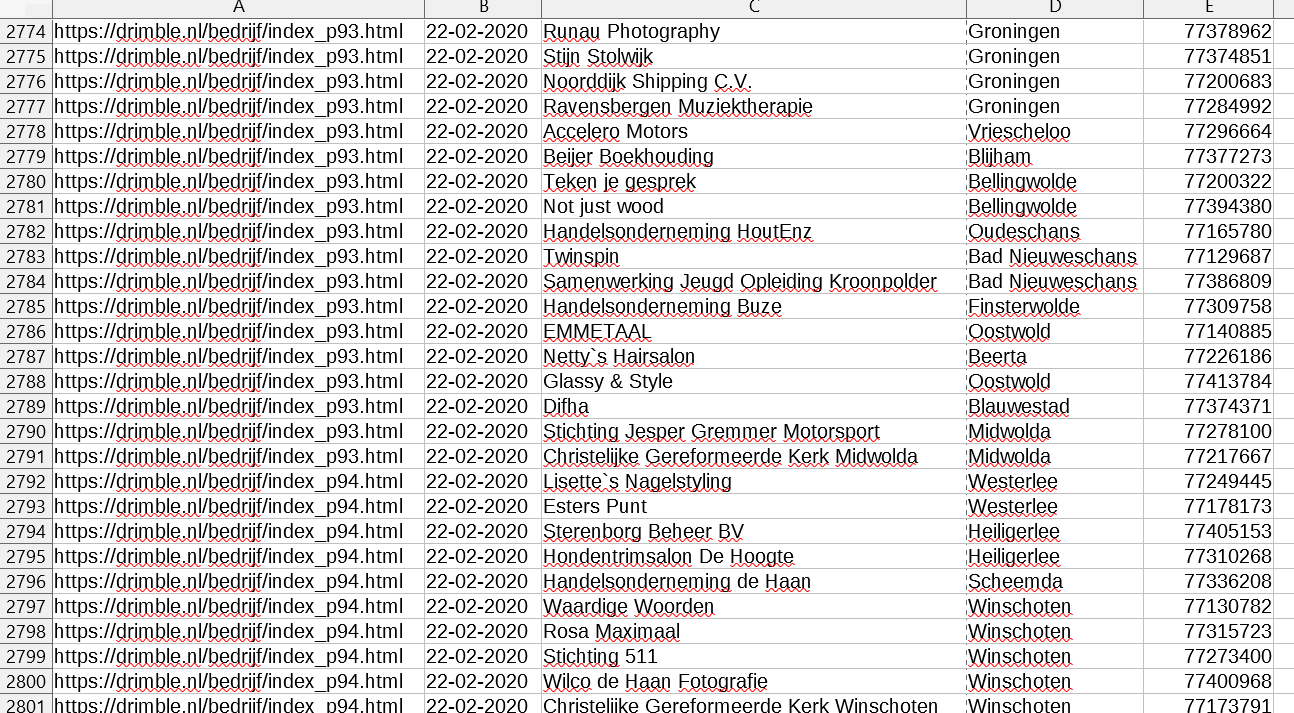 A B C D E
2774 https://drimble.nl/bedrijf/index_p93.html 22-02-2020 Runau Photography Groningen 77378962
2775 https://drimble.nl/bedrijf/index_p93.html 22-02-2020 Stijn Stolwijk Groningen 77374851
2776 https://drimble.nl/bedrijf/index_p93.html 22-02-2020 Noorddijk Shipping C.V. Groningen 77200683
2777 https://drimble.nl/bedrijf/index_p93.html 22-02-2020 Ravensbergen Muziektherapie Groningen 77284992
2778 https://drimble.nl/bedrijf/index_p93.html 22-02-2020 Accelero Motors Vriescheloo 77296664
2779 https://drimble.nl/bedrijf/index_p93.html 22-02-2020 Beijer Boekhouding Blijham 77377273
2780 https://drimble.nl/bedrijf/index_p93.html 22-02-2020 Teken je gesprek Bellingwolde 77200322
2781 https://drimble.nl/bedrijf/index_p93.html 22-02-2020 Not just wood Bellingwolde 77394380
2782 https://drimble.nl/bedrijf/index_p93.html 22-02-2020 Handelsonderneming HoutEnz Oudeschans 77165780
2783 https://drimble.nl/bedrijf/index_p93.html 22-02-2020 Twinspin Bad Nieuweschans 77129687
2784 https://drimble.nl/bedrijf/index_p93.html 22-02-2020 Samenwerking Jeugd Opleiding Kroonpolder Bad Nieuweschans 77386809
2785 https://drimble.nl/bedrijf/index_p93.html 22-02-2020 Handelsonderneming Buze Finsterwolde 77309758
2786 https://drimble.nl/bedrijf/index_p93.html 22-02-2020 EMMETAAL Oostwold 77140885
2787 https://drimble.nl/bedrijf/index_p93.html 22-02-2020 Netty`s Hairsalon Beerta 77226186
2788 https://drimble.nl/bedrijf/index_p93.html 22-02-2020 Glassy & Style Oostwold 77413784
2789 https://drimble.nl/bedrijf/index_p93.html 22-02-2020 Difha Blauwestad 77374371
2790 https://drimble.nl/bedrijf/index_p93.html 22-02-2020 Stichting Jesper Gremmer Motorsport Midwolda 77278100
2791 https://drimble.nl/bedrijf/index_p93.html 22-02-2020 Christelijke Gereformeerde Kerk Midwolda Midwolda 77217667
2792 https://drimble.nl/bedrijf/index_p94.html 22-02-2020 Lisette`s Nagelstyling Westerlee 77249445
2793 https://drimble.nl/bedrijf/index_p94.html 22-02-2020 Esters Punt Westerlee 77178173
2794 https://drimble.nl/bedrijf/index_p94.html 22-02-2020 Sterenborg Beheer BV Heiligerlee 77405153
2795 https://drimble.nl/bedrijf/index_p94.html 22-02-2020 Hondentrimsalon De Hoogte Heiligerlee 77310268
2796 https://drimble.nl/bedrijf/index_p94.html 22-02-2020 Handelsonderneming de Haan Scheemda 77336208
2797 https://drimble.nl/bedrijf/index_p94.html 22-02-2020 Waardige Woorden Winschoten 77130782
2798 https://drimble.nl/bedrijf/index_p94.html 22-02-2020 Rosa Maximaal Winschoten 77315723
2799 https://drimble.nl/bedrijf/index_p94.html 22-02-2020 Stichting 511 Winschoten 77273400
2800 https://drimble.nl/bedrijf/index_p94.html 22-02-2020 Wilco de Haan Fotografie Winschoten 77400968
2801 https://drimble.nl/bedrijf/index_p94.html 22-02-2020 Christelijke Gereformeerde Kerk Winschoten Winschoten 77173791